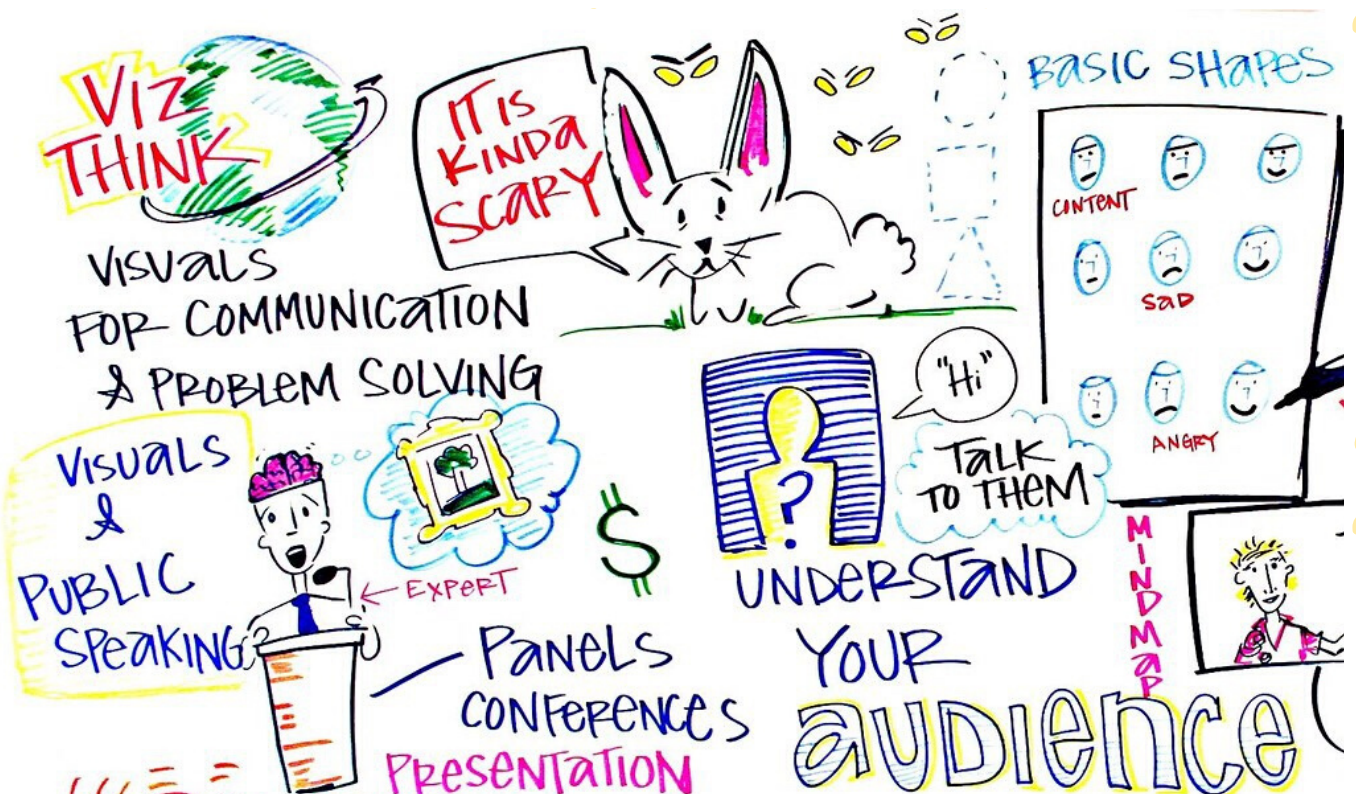 VIZ
THINK
VISUALS
FOR COMMUNICATION
& PROBLEM SOLVING
IT IS
KINDA
SCARY
BASIC SHAPES
CONTENT
SAD
ANGRY
VISUALS
&
PUBLIC
SPEAKING
← EXPERT
$
PANELS
CONFERENCES
PRESENTATION
?
"Hi"
TALK
TO THEM
UNDERSTAND
YOUR
AUDIENCE
MINDMAP